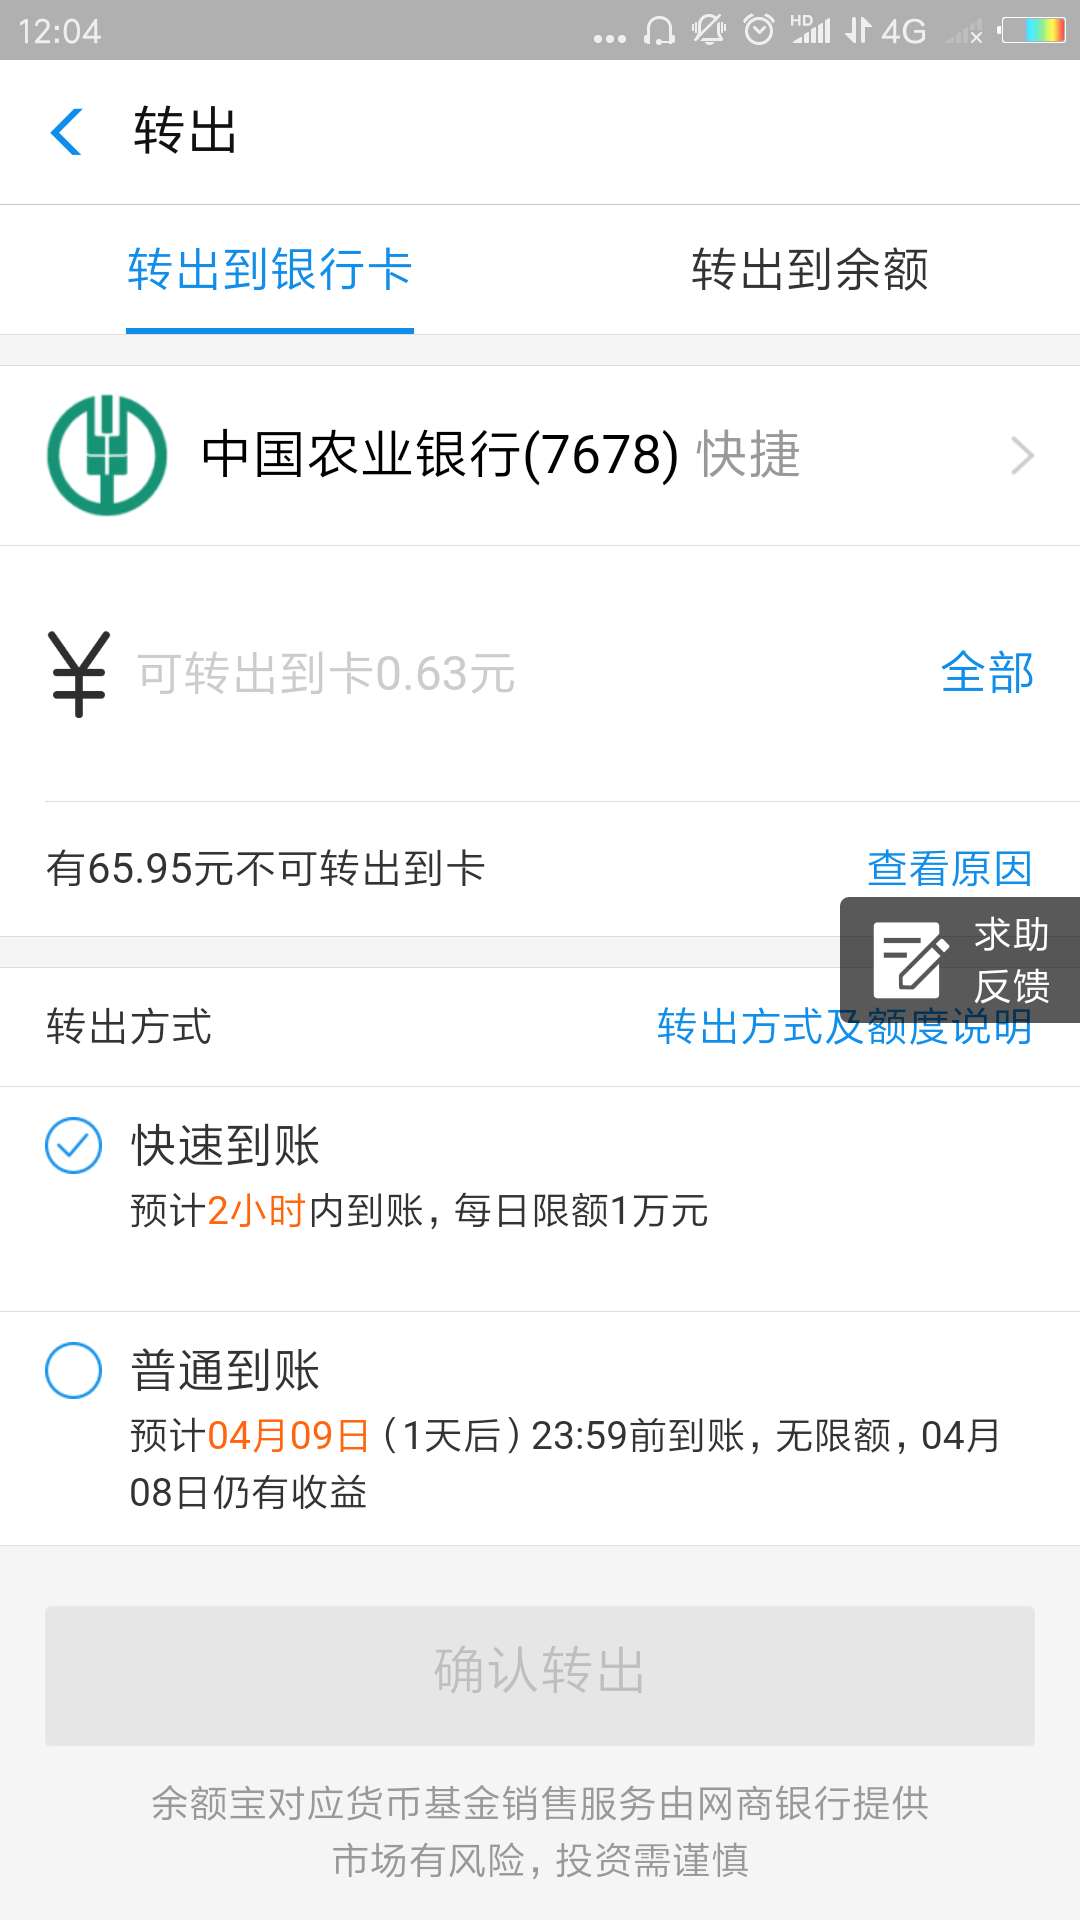 12:04
HD 4G
转出
转出到银行卡 转出到余额
中国农业银行(7678) 快捷
¥ 可转出到卡0.63元 全部
有65.95元不可转出到卡 查看原因
求助
反馈
转出方式 转出方式及额度说明
快速到账
预计2小时内到账，每日限额1万元
普通到账
预计04月09日（1天后）23:59前到账，无限额，04月
08日仍有收益
确认转出
余额宝对应货币基金销售服务由网商银行提供
市场有风险，投资需谨慎